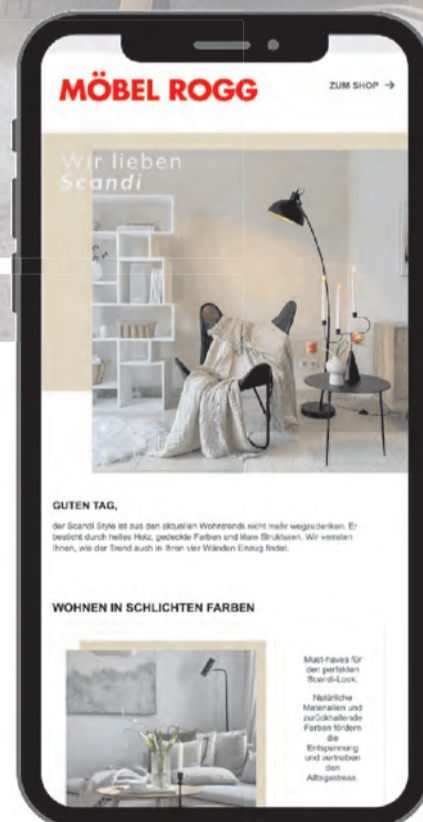 MÖBEL ROGG
ZUM SHOP →
Wir lieben
Scandi
GUTEN TAG,
der Scandi Style ist aus den aktuellen Wohntrends nicht mehr wegzudenken. Er
besticht durch helles Holz, gedeckte Farben und klare Strukturen. Wir verraten
Ihnen, wie der Trend auch in Ihren vier Wänden Einzug findet.
WOHNEN IN SCHLICHTEN FARBEN
Must-haves für
den perfekten
Scandi-Look.
Natürliche
Materialien und
zurückhaltende
Farben fördern
die
Entspannung
und vertreiben
den
Alltagsstress.